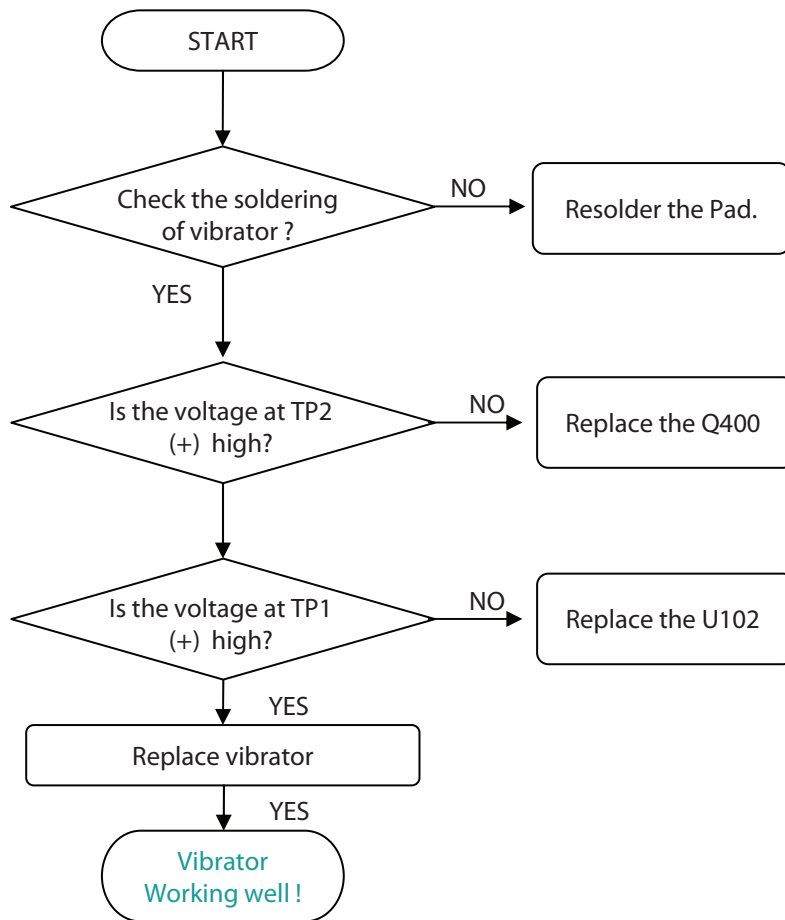 START
Check the soldering
of vibrator ?
NO
Resolder the Pad.
YES
Is the voltage at TP2
(+) high?
NO
Replace the Q400
Is the voltage at TP1
(+) high?
NO
Replace the U102
YES
Replace vibrator
YES
Vibrator
Working well !